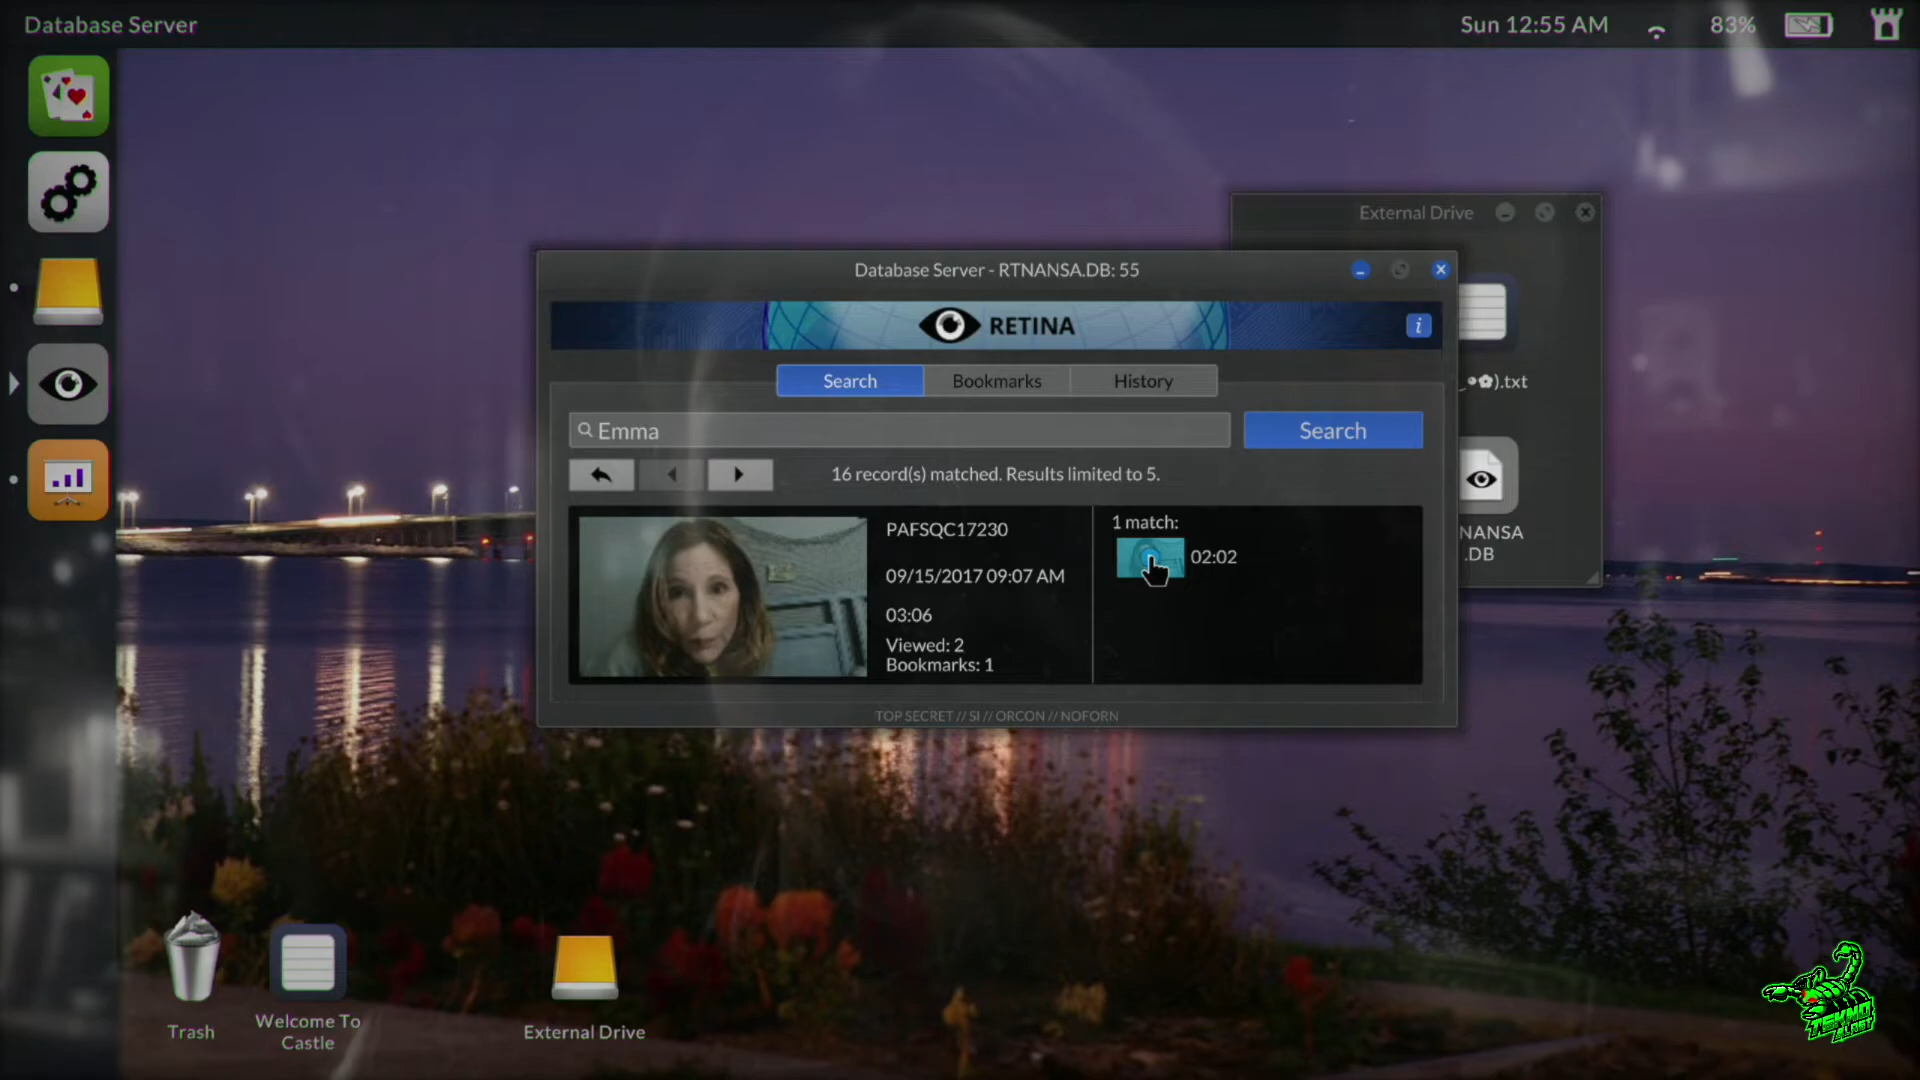 Database Server
Sun 12:55 AM
83%
External Drive
Database Server - RTNANSA.DB: 55
RETINA
i
Search
Bookmarks
History
_•✿).txt
Emma
Search
16 record(s) matched. Results limited to 5.
PAFSQC17230
1 match:
09/15/2017 09:07 AM
02:02
NANSA
.DB
03:06
Viewed: 2
Bookmarks: 1
TOP SECRET // SI // ORCON // NOFORN
Trash
Welcome To
Castle
External Drive
TEKNO